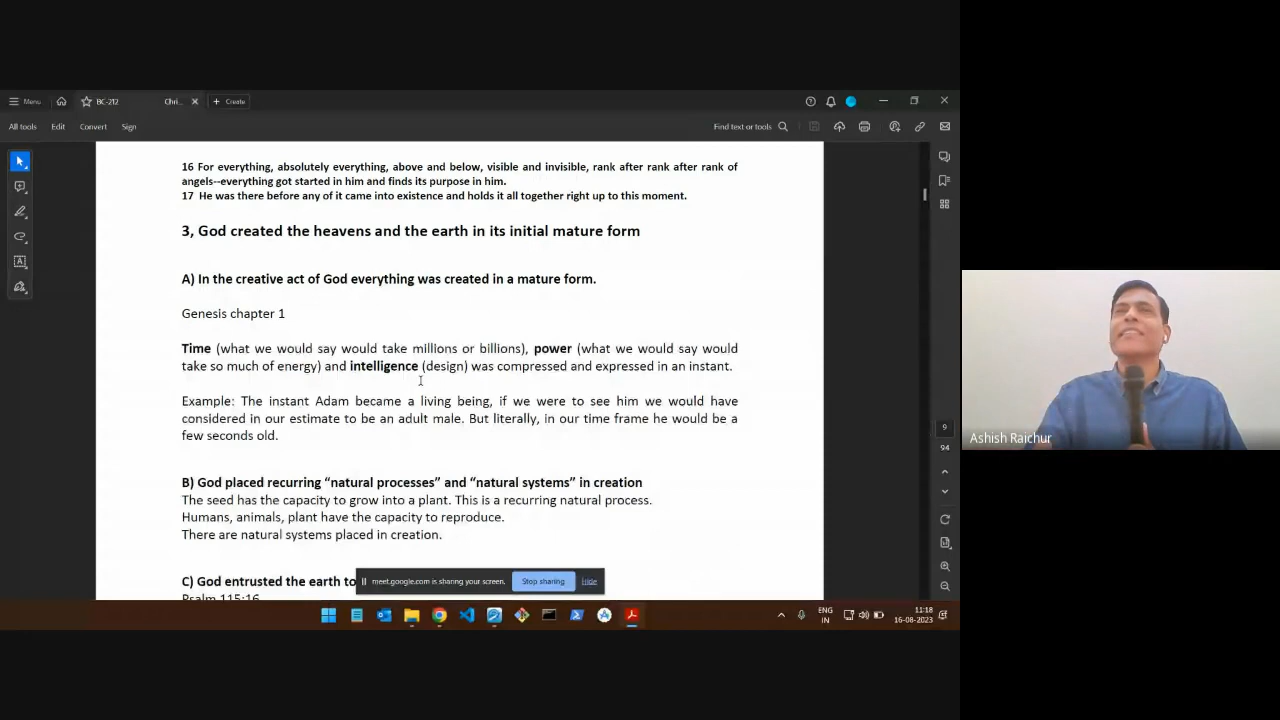 Menu
BC-212
Chri...
Create
All tools
Edit
Convert
Sign
Find text or tools
16 For everything, absolutely everything, above and below, visible and invisible, rank after rank after rank of
angels--everything got started in him and finds its purpose in him.
17 He was there before any of it came into existence and holds it all together right up to this moment.
3, God created the heavens and the earth in its initial mature form
A) In the creative act of God everything was created in a mature form.
Genesis chapter 1
Time (what we would say would take millions or billions), power (what we would say would
take so much of energy) and intelligence (design) was compressed and expressed in an instant.
Example: The instant Adam became a living being, if we were to see him we would have
considered in our estimate to be an adult male. But literally, in our time frame he would be a
few seconds old.
B) God placed recurring “natural processes” and “natural systems” in creation
The seed has the capacity to grow into a plant. This is a recurring natural process.
Humans, animals, plant have the capacity to reproduce.
There are natural systems placed in creation.
C) God entrusted the earth to
Psalm 115:16
meet.google.com is sharing your screen.
Stop sharing
Hide
9
94
ENG
IN
11:18
16-08-2023
Ashish Raichur